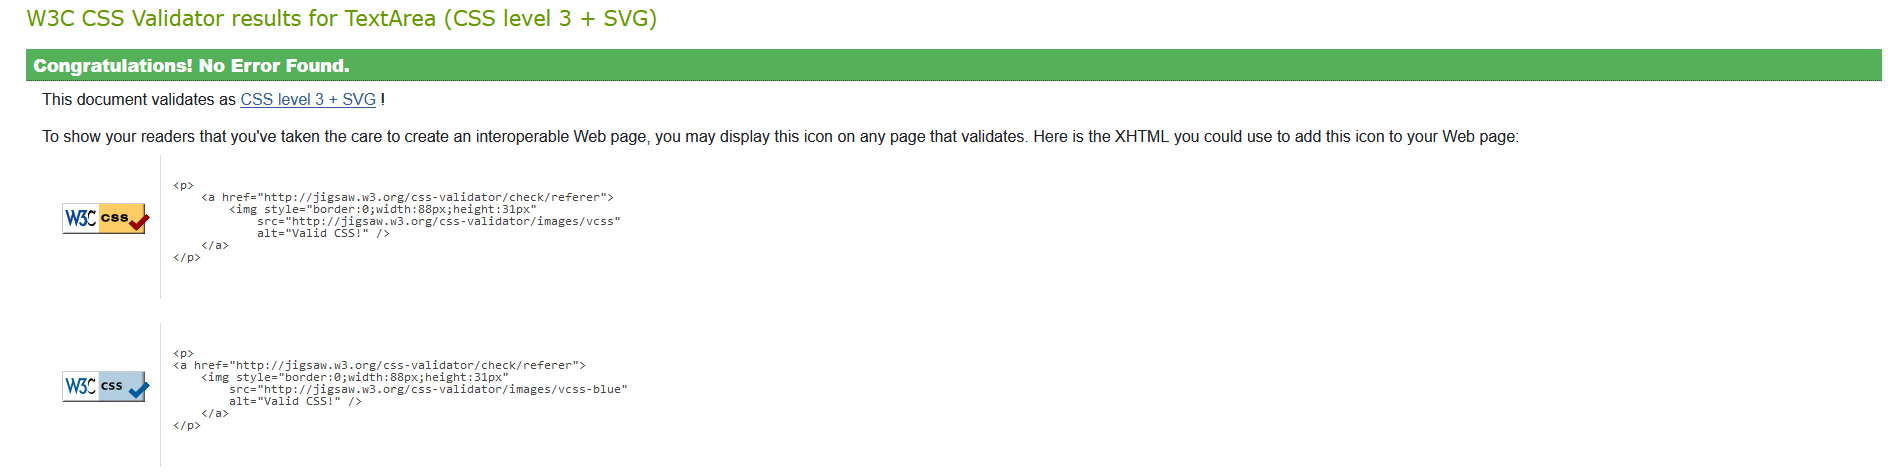 W3C CSS Validator results for TextArea (CSS level 3 + SVG)
Congratulations! No Error Found.
This document validates as CSS level 3 + SVG !
To show your readers that you've taken the care to create an interoperable Web page, you may display this icon on any page that validates. Here is the XHTML you could use to add this icon to your Web page:
W3C css
<p>
    <a href="http://jigsaw.w3.org/css-validator/check/referer">
        <img style="border:0;width:88px;height:31px"
            src="http://jigsaw.w3.org/css-validator/images/vcss"
            alt="Valid CSS!" />
    </a>
</p>
W3C css
<p>
<a href="http://jigsaw.w3.org/css-validator/check/referer">
    <img style="border:0;width:88px;height:31px"
        src="http://jigsaw.w3.org/css-validator/images/vcss-blue"
        alt="Valid CSS!" />
    </a>
</p>